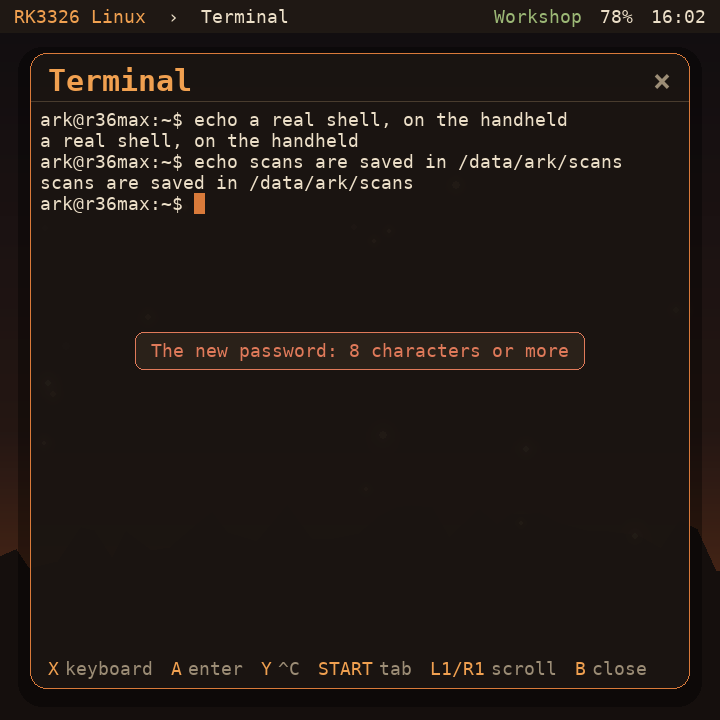 RK3326 Linux › Terminal Workshop 78% 16:02
Terminal ×
ark@r36max:~$ echo a real shell, on the handheld
a real shell, on the handheld
ark@r36max:~$ echo scans are saved in /data/ark/scans
scans are saved in /data/ark/scans
ark@r36max:~$
The new password: 8 characters or more
X keyboard A enter Y ^C START tab L1/R1 scroll B close